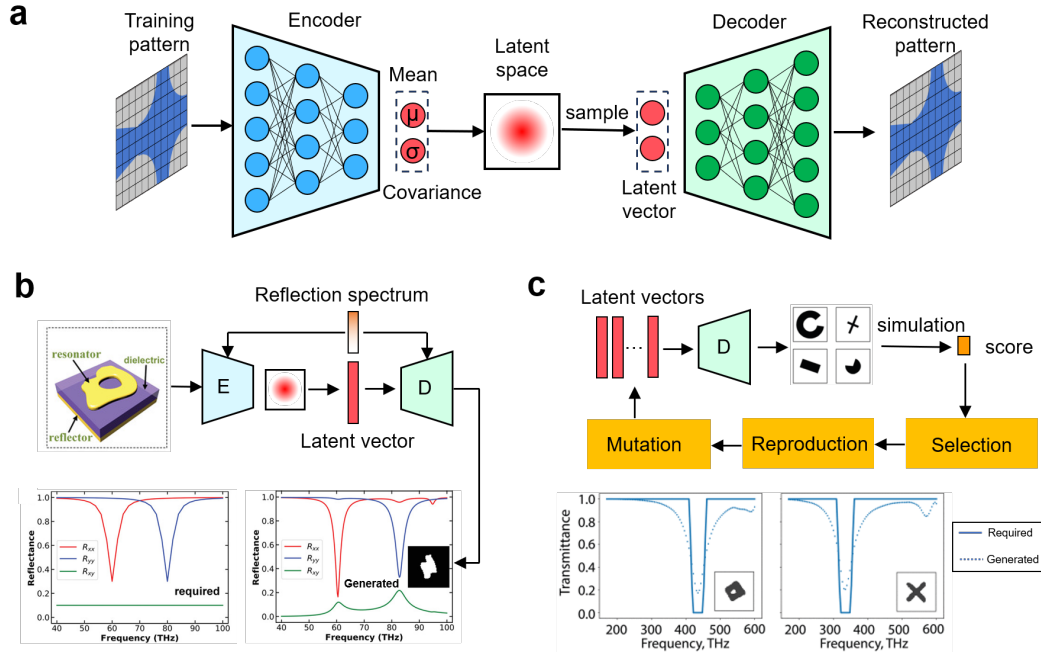 a
Training
pattern
Encoder
Mean
μ
σ
Covariance
Latent
space
sample
Latent
vector
Decoder
Reconstructed
pattern
b
Reflection spectrum
resonator
dielectric
reflector
E
D
Latent vector
Reflectance
1.0
0.8
0.6
0.4
0.2
0.0
Rxx
Ryy
Rxy
required
40 50 60 70 80 90 100
Frequency (THz)
Reflectance
1.0
0.8
0.6
0.4
0.2
0.0
Rxx
Ryy
Rxy
Generated
40 50 60 70 80 90 100
Frequency (THz)
c
Latent vectors
...
D
simulation
score
Mutation
Reproduction
Selection
Transmittance
1.0
0.8
0.6
0.4
0.2
0.0
200 300 400 500 600
Frequency, THz
200 300 400 500 600
Frequency, THz
Required
Generated